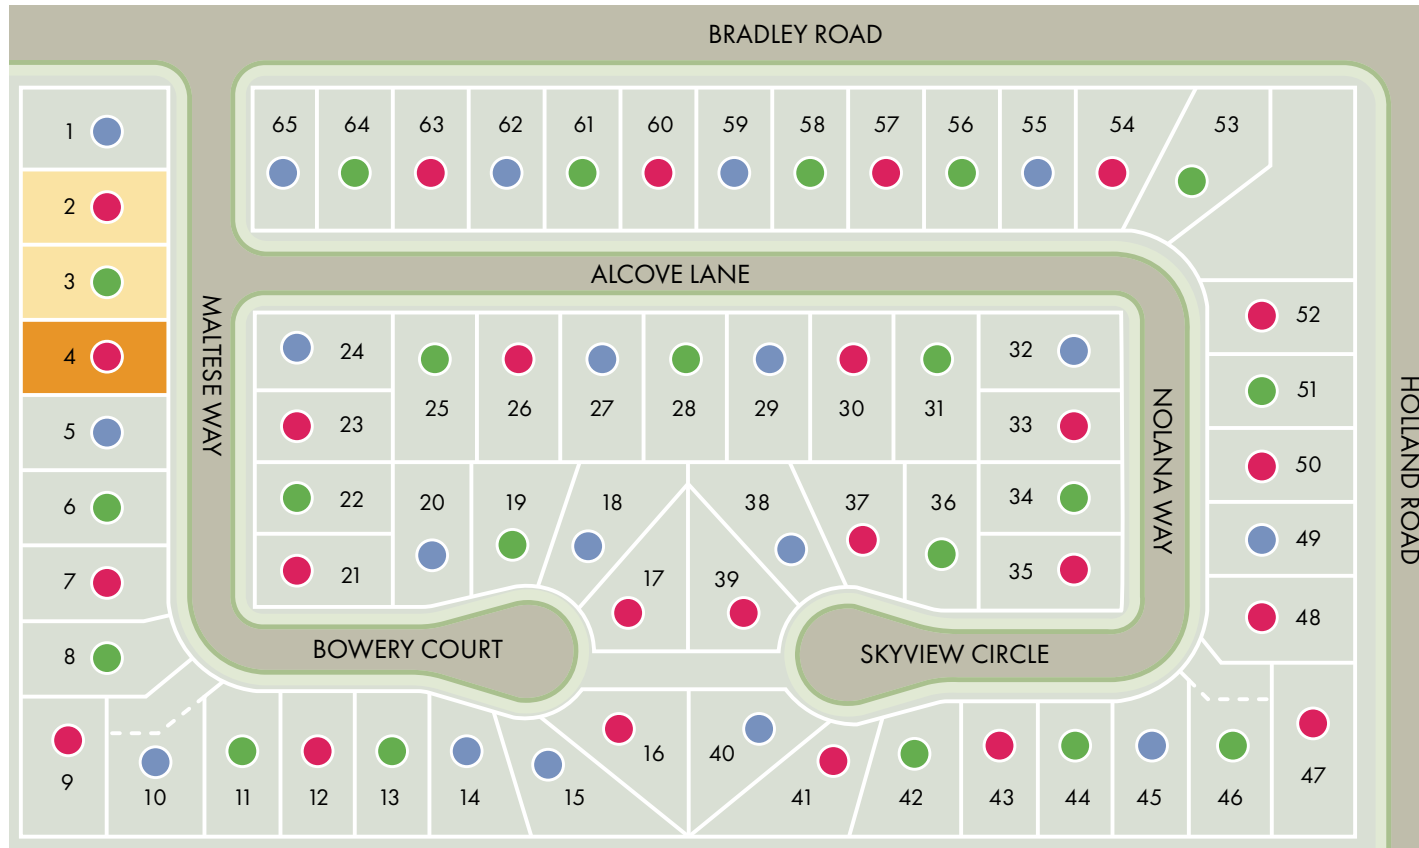 BRADLEY ROAD
1
65 64 63 62 61 60 59 58 57 56 55 54 53
2
3
ALCOVE LANE
4
MALTESE WAY
24
32
52
25 26 27 28 29 30 31
5
23
33
51
NOLANA WAY
HOLLAND ROAD
50
6
22
20 19 18 38 37 36
34
49
7
21
17 39
35
48
8
BOWERY COURT
SKYVIEW CIRCLE
9 10 11 12 13 14 15 16 40 41 42 43 44 45 46 47